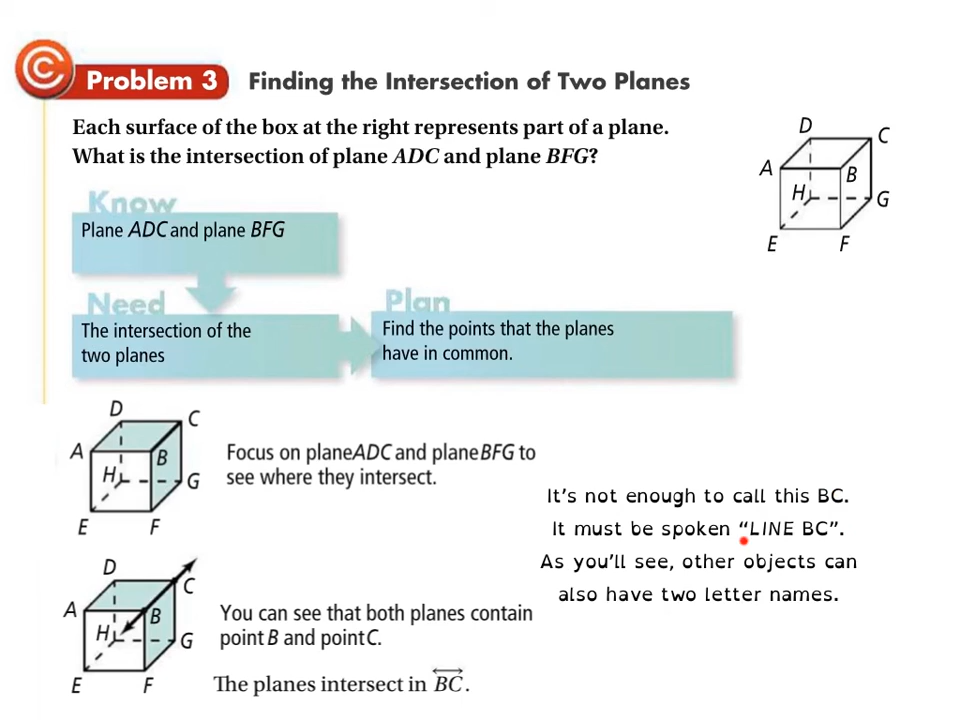 C
Problem 3 Finding the Intersection of Two Planes
Each surface of the box at the right represents part of a plane.
What is the intersection of plane ADC and plane BFG?
D
C
A
B
H
G
E
F
Know
Plane ADC and plane BFG
Need
The intersection of the
two planes
Plan
Find the points that the planes
have in common.
D
C
A
B
H
G
E
F
Focus on plane ADC and plane BFG to
see where they intersect.
It's not enough to call this BC.
It must be spoken “LINE BC”.
As you'll see, other objects can
also have two letter names.
D
C
A
B
H
G
E
F
You can see that both planes contain
point B and point C.
The planes intersect in \overleftrightarrow{BC}.